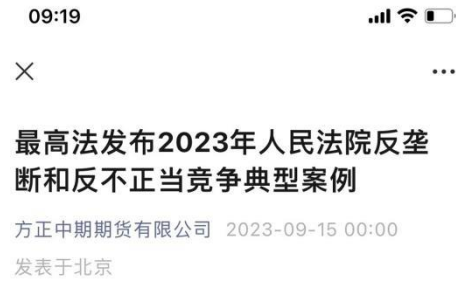 09:19
最高法发布2023年人民法院反垄
断和反不正当竞争典型案例
方正中期期货有限公司 2023-09-15 00:00
发表于北京